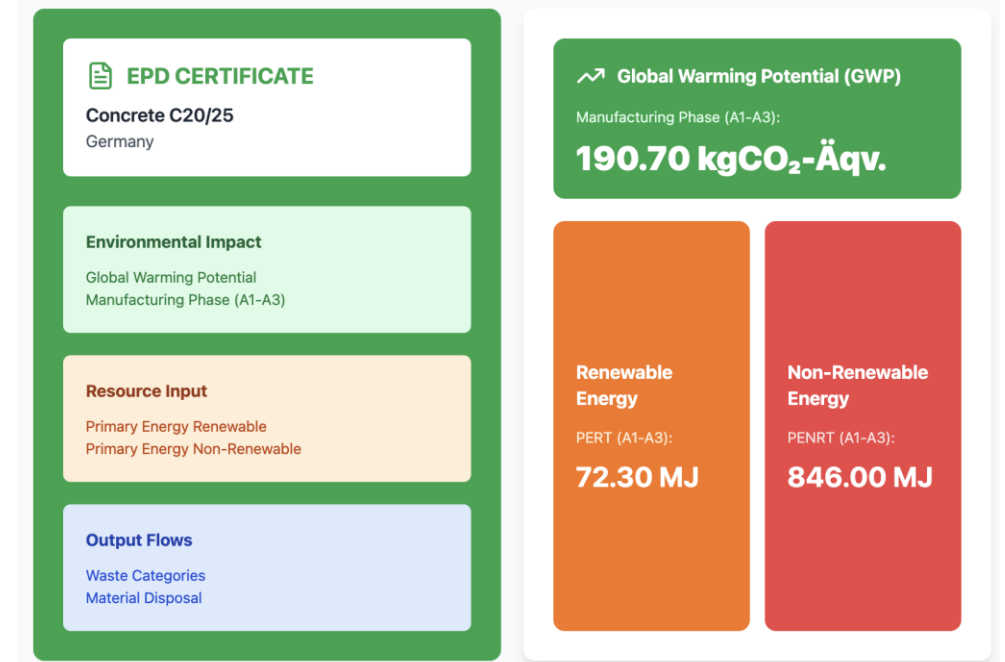 EPD CERTIFICATE
Concrete C20/25
Germany
Environmental Impact
Global Warming Potential
Manufacturing Phase (A1-A3)
Resource Input
Primary Energy Renewable
Primary Energy Non-Renewable
Output Flows
Waste Categories
Material Disposal
Global Warming Potential (GWP)
Manufacturing Phase (A1-A3):
190.70 kgCO₂-Äqv.
Renewable
Energy
PERT (A1-A3):
72.30 MJ
Non-Renewable
Energy
PENRT (A1-A3):
846.00 MJ